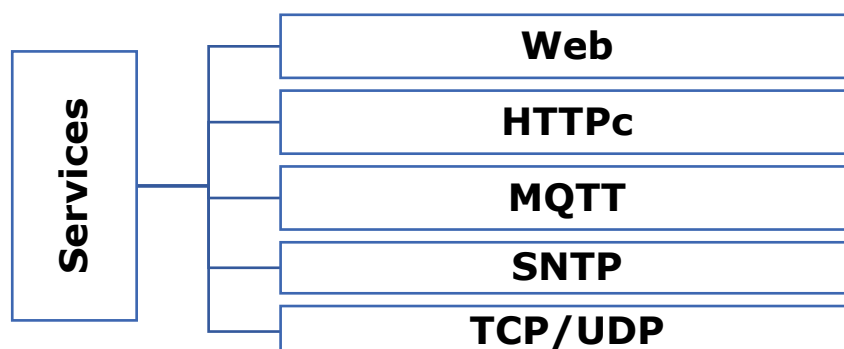 Services
Web
HTTPc
MQTT
SNTP
TCP/UDP